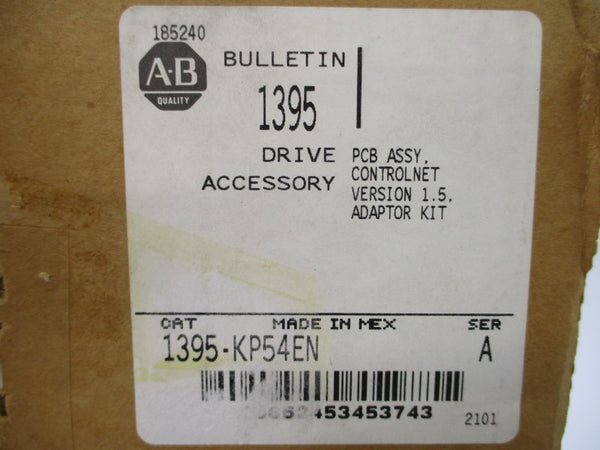 185240
A-B
QUALITY
BULLETIN
1395
DRIVE
ACCESSORY
PCB ASSY,
CONTROLNET
VERSION 1.5,
ADAPTOR KIT
CAT MADE IN MEX SER
1395-KP54EN A
2453453743
2101